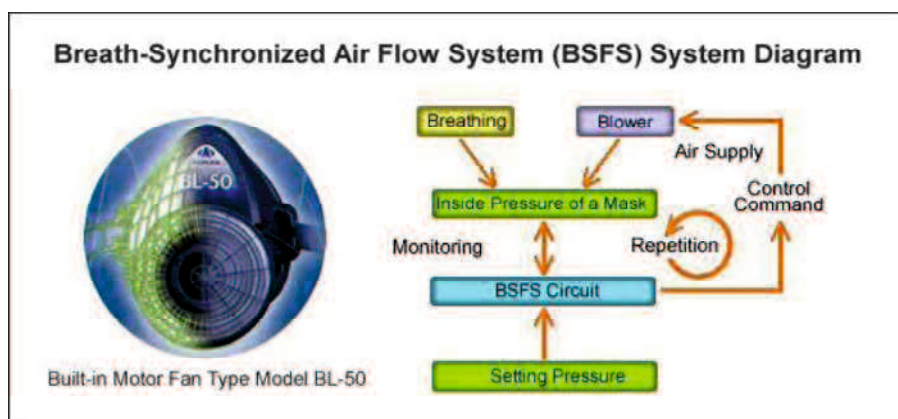 Breath-Synchronized Air Flow System (BSFS) System Diagram
BL-50
Built-in Motor Fan Type Model BL-50
Breathing
Blower
Air Supply
Inside Pressure of a Mask
Control
Command
Monitoring
Repetition
BSFS Circuit
Setting Pressure